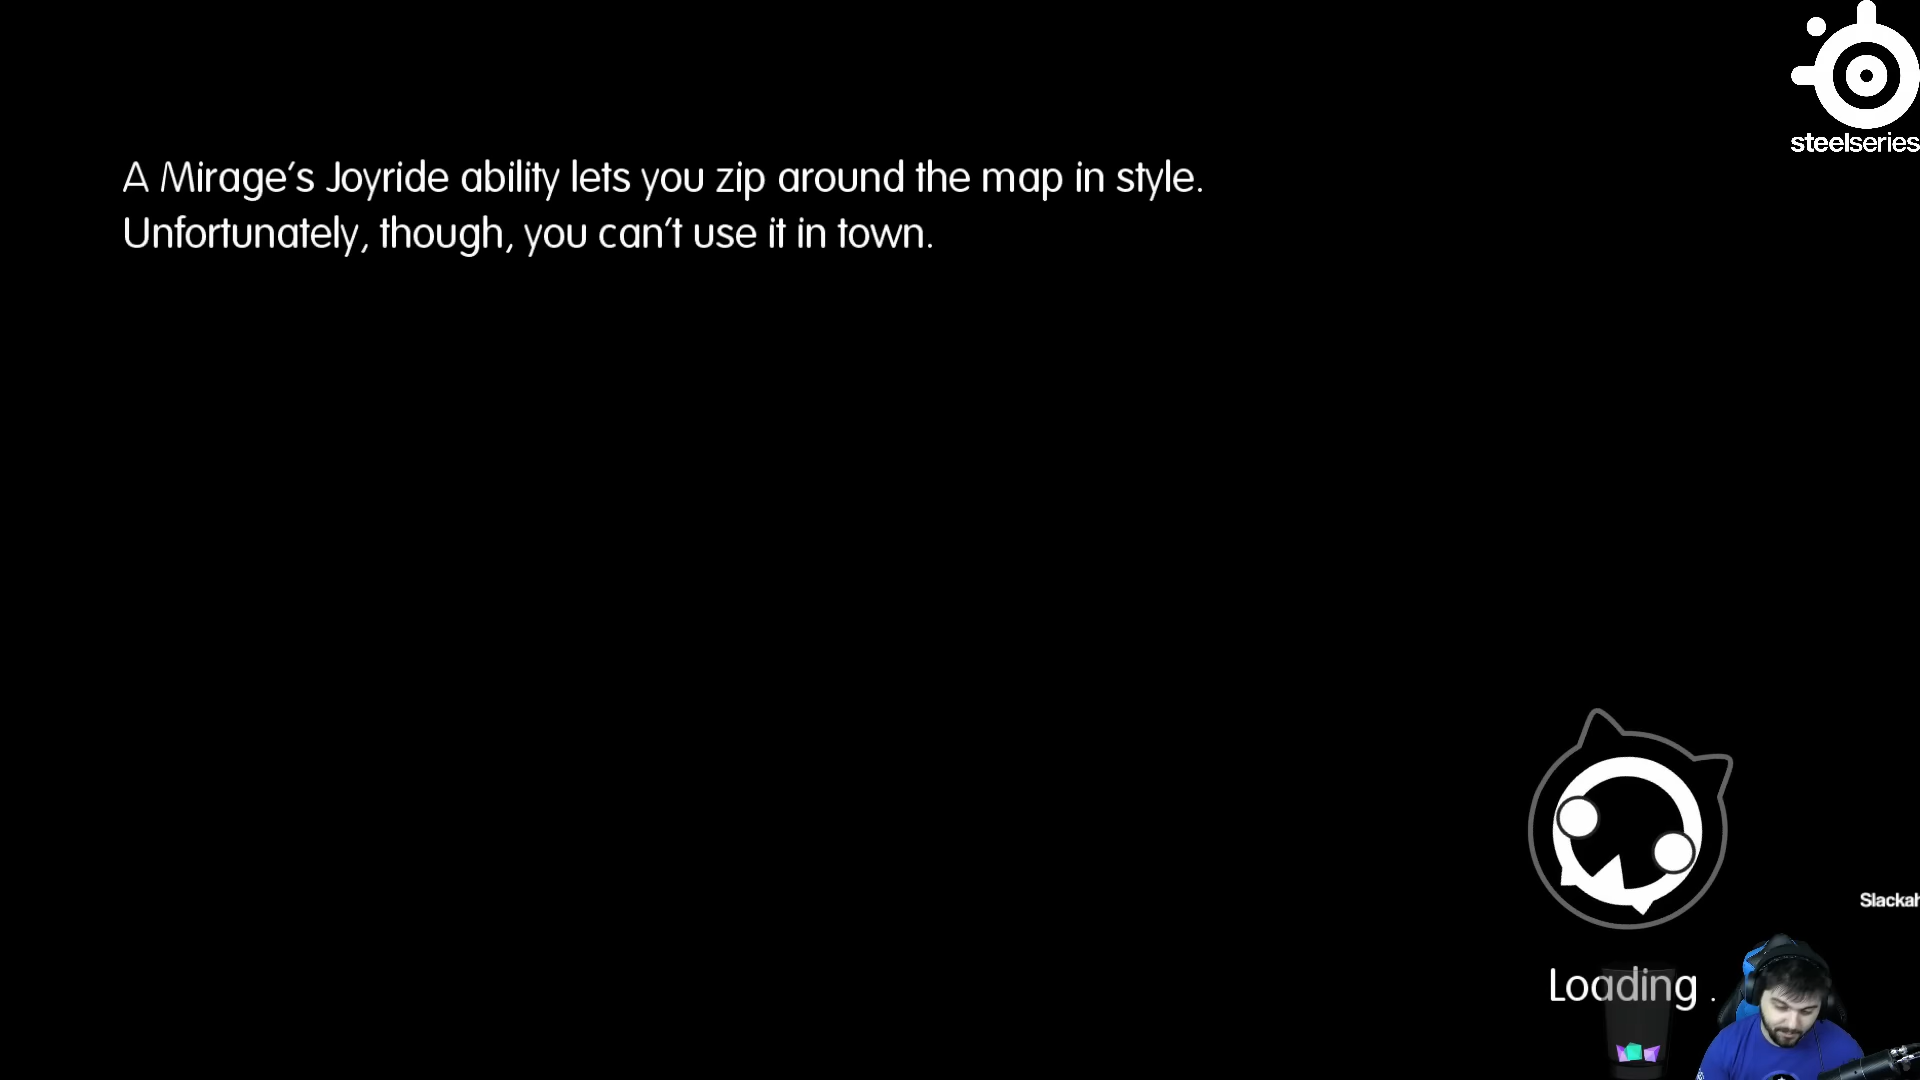 steelseries
A Mirage’s Joyride ability lets you zip around the map in style.
Unfortunately, though, you can’t use it in town.
Slackah
Loading .